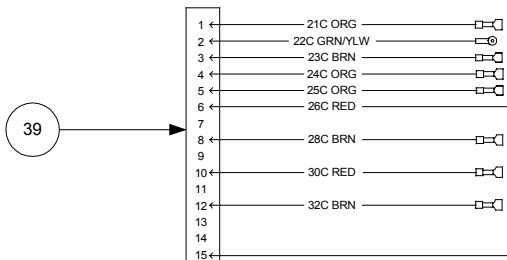 1 21C ORG
2 22C GRN/YLW
3 23C BRN
4 24C ORG
5 25C ORG
6 26C RED
7
39
8 28C BRN
9
10 30C RED
11
12 32C BRN
13
14
15